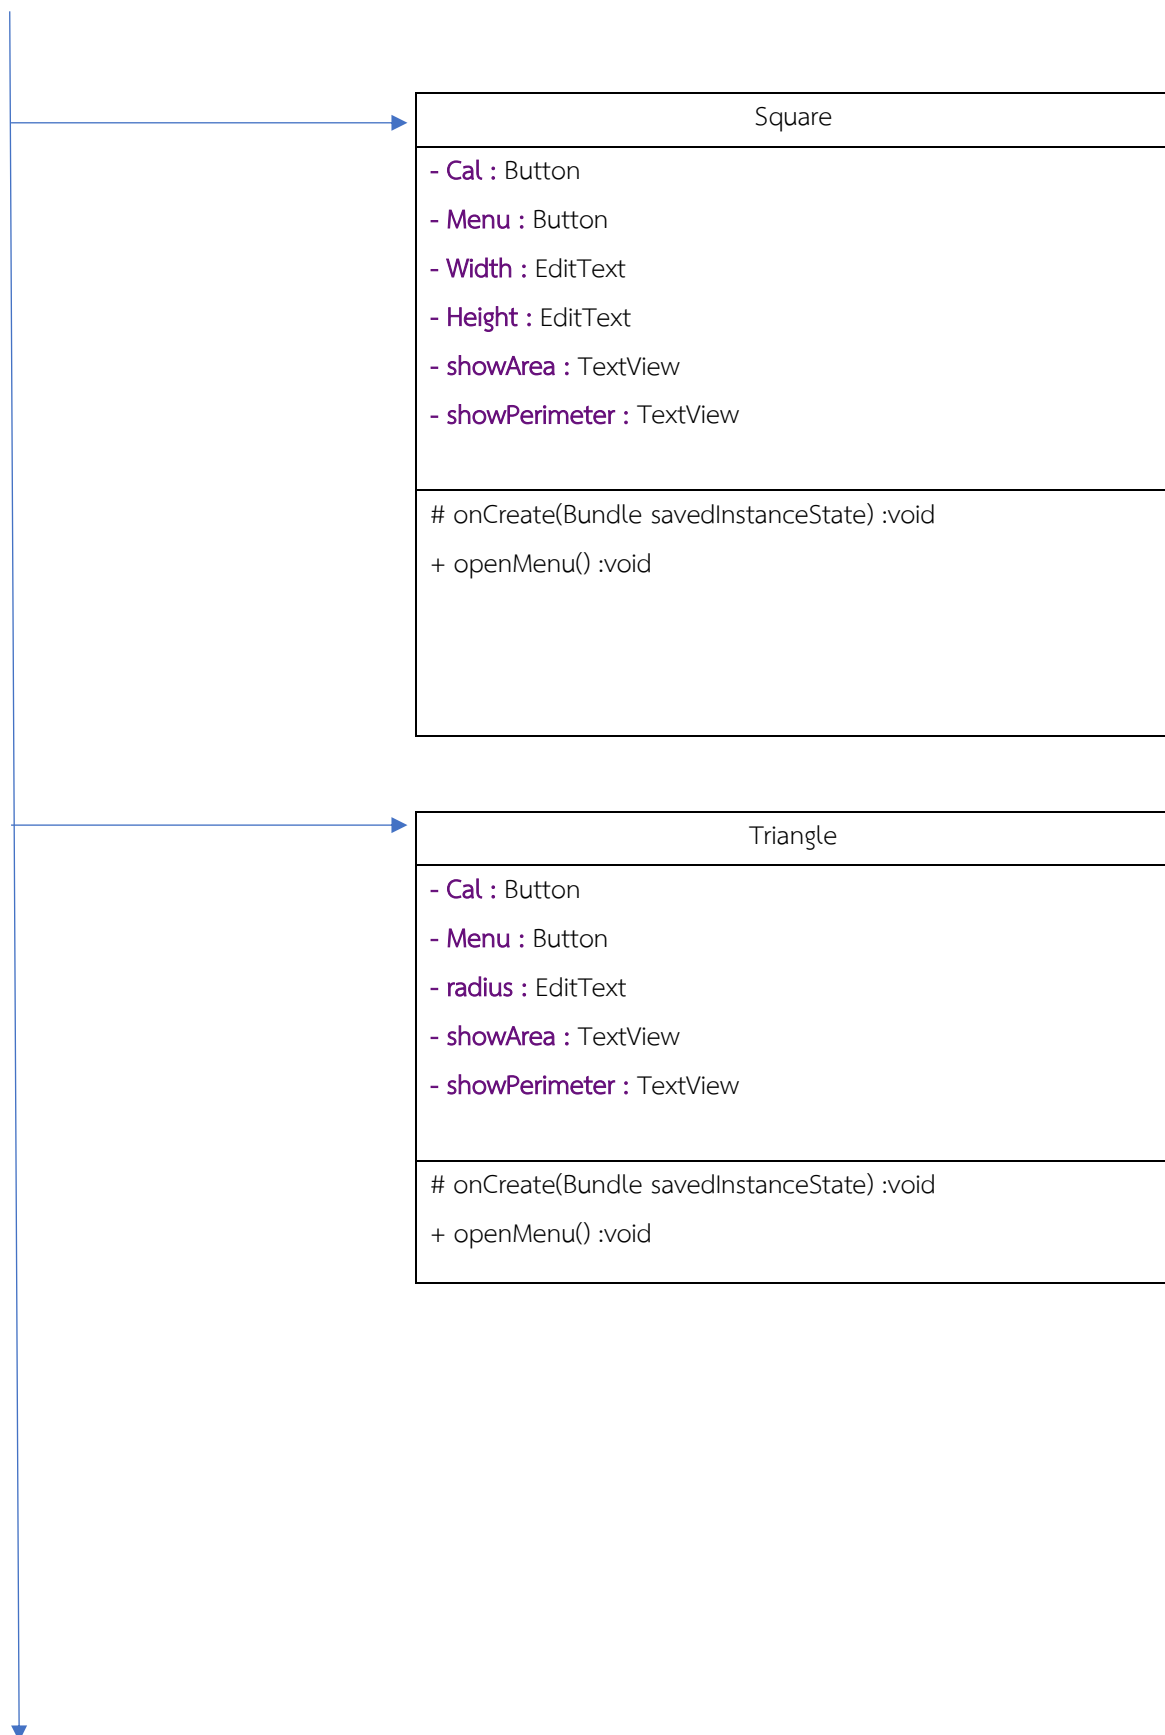 Square
- Cal : Button
- Menu : Button
- Width : EditText
- Height : EditText
- showArea : TextView
- showPerimeter : TextView
# onCreate(Bundle savedInstanceState) :void
+ openMenu() :void
Triangle
- Cal : Button
- Menu : Button
- radius : EditText
- showArea : TextView
- showPerimeter : TextView
# onCreate(Bundle savedInstanceState) :void
+ openMenu() :void